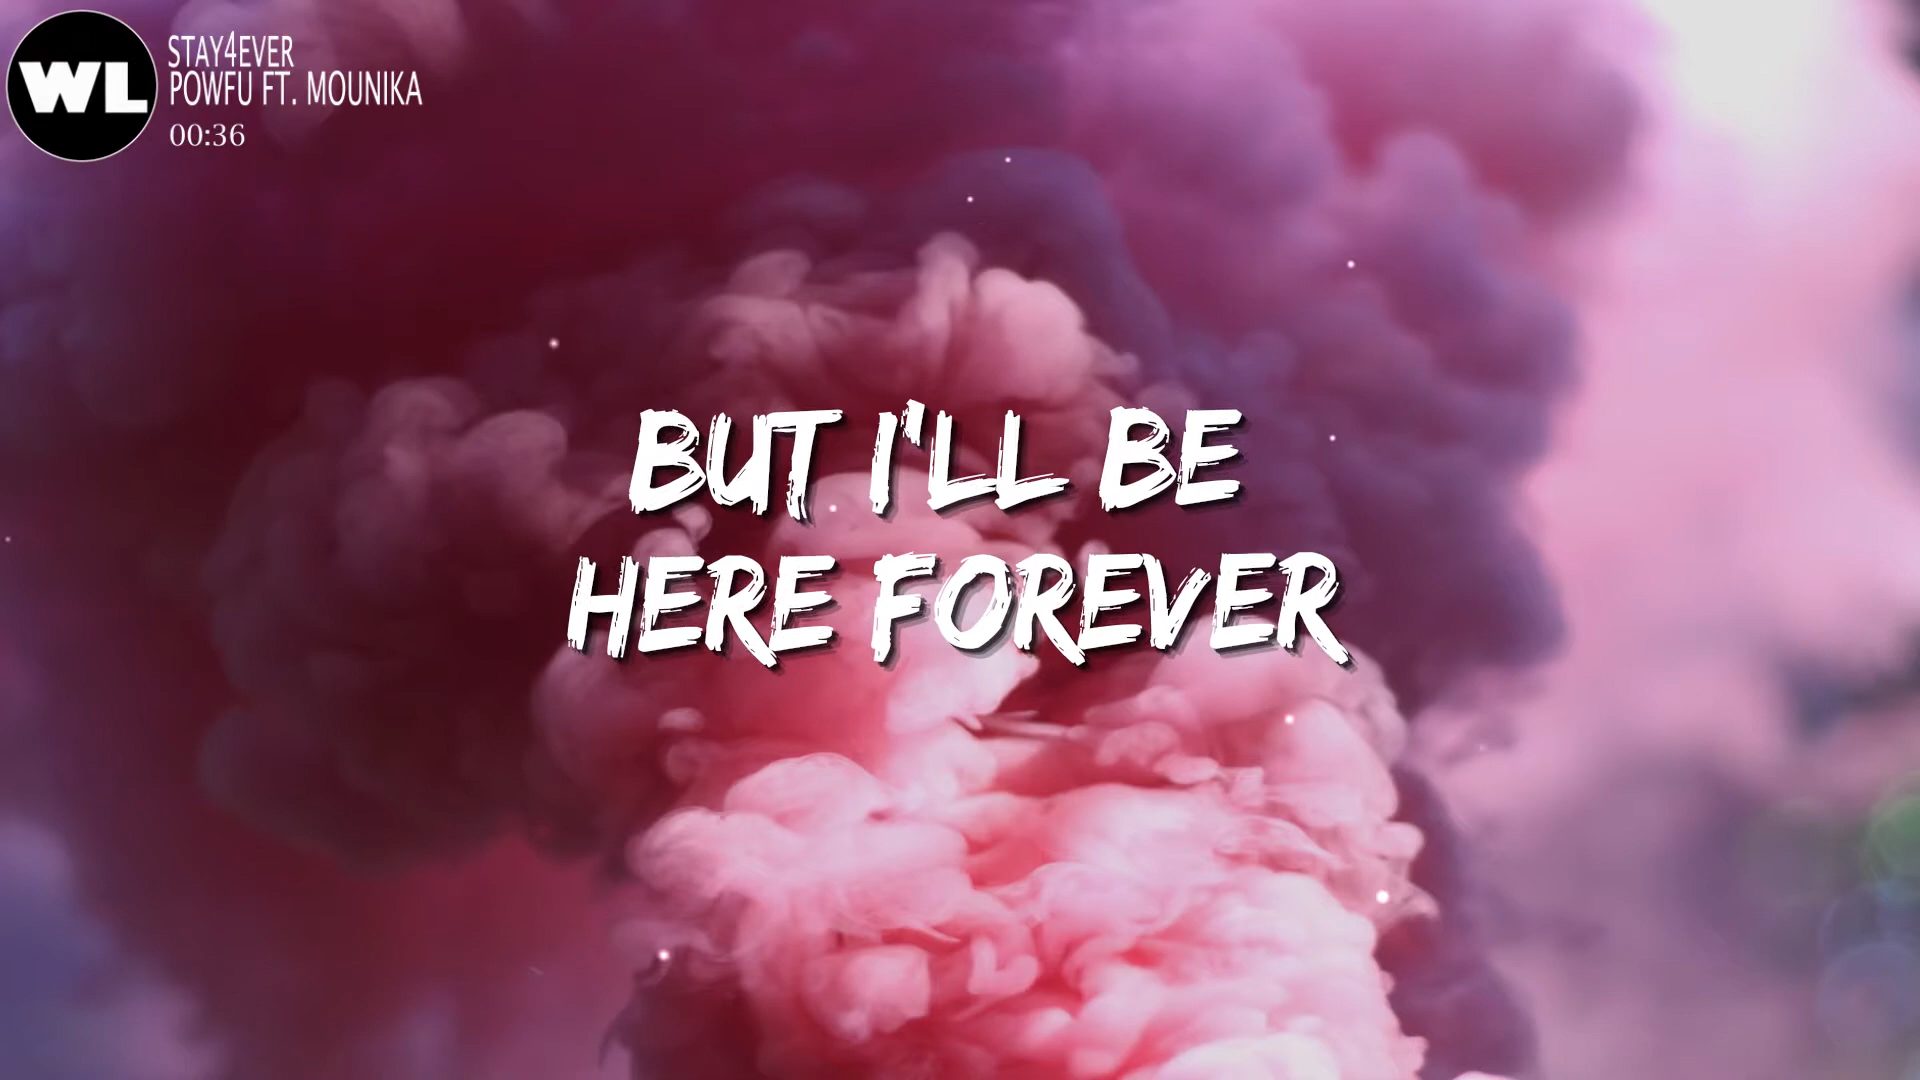 WL
STAY4EVER
POWFU FT. MOUNIKA
00:36
BUT I'LL BE
HERE FOREVER